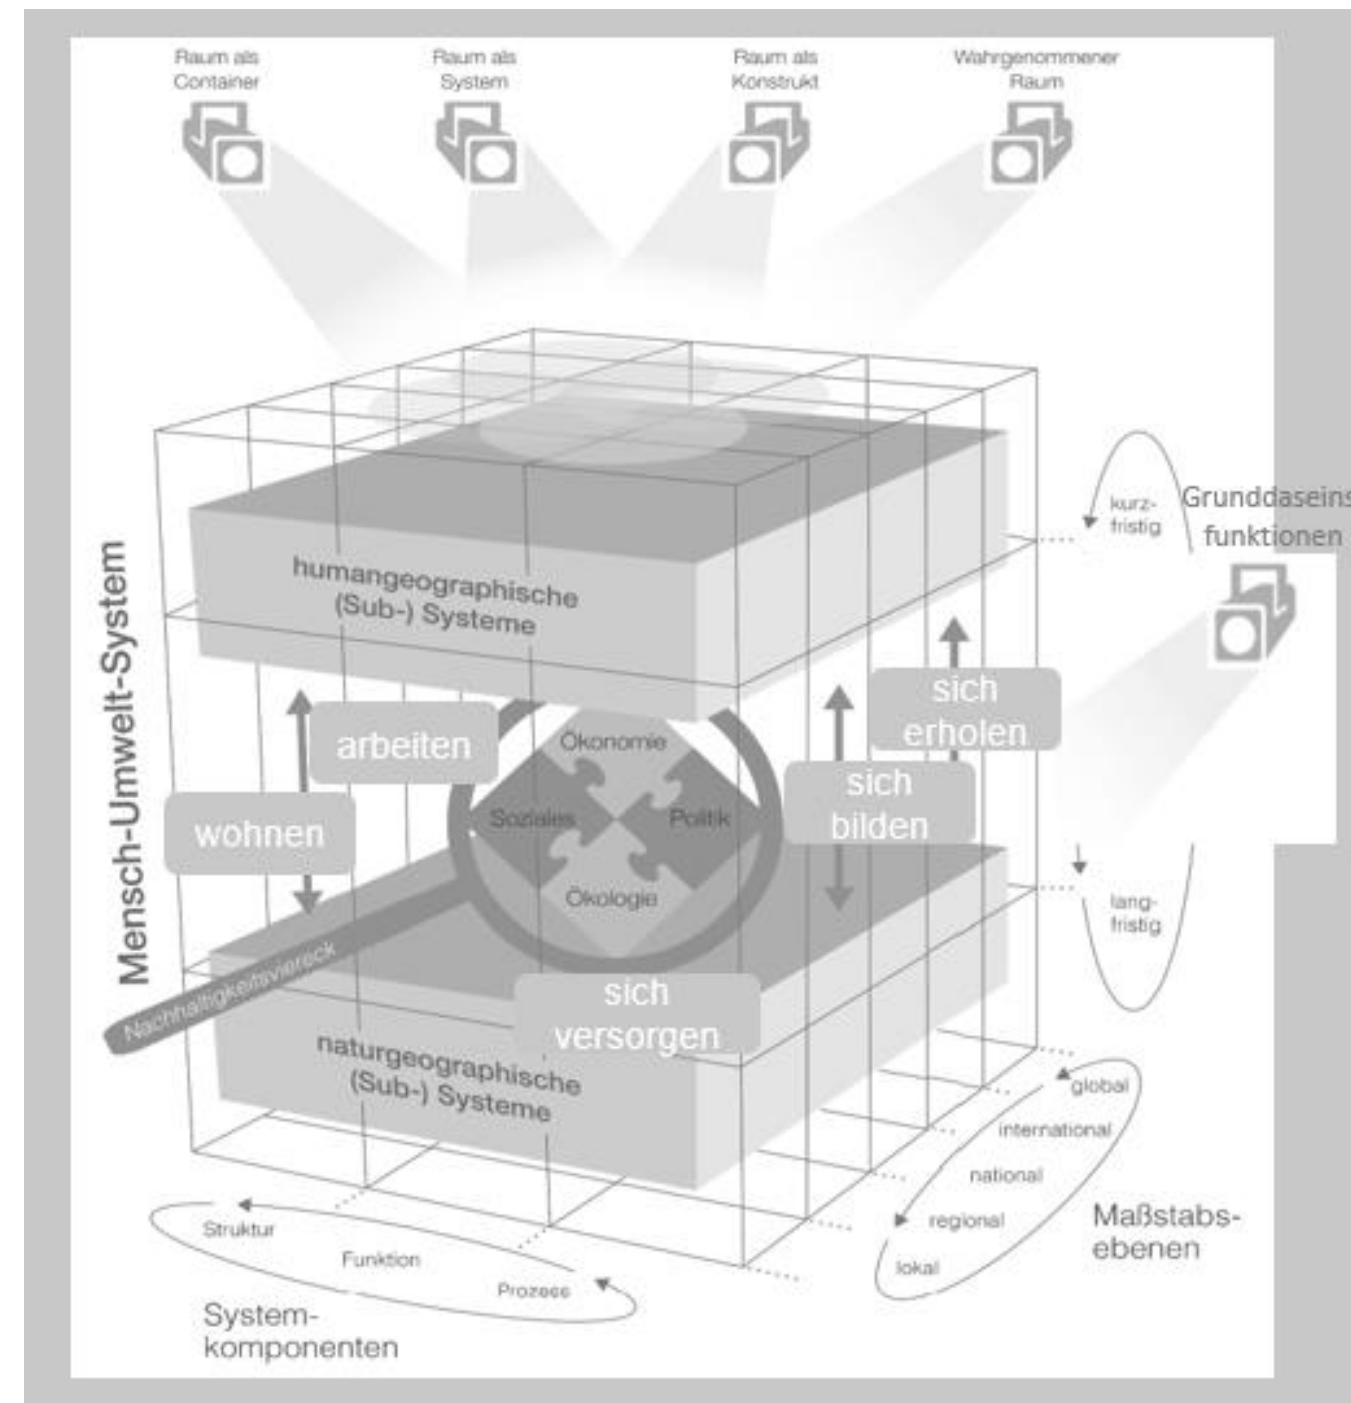 Raum als
Container
Raum als
System
Raum als
Konstrukt
Wahrgenommener
Raum
kurz-
fristig
Grunddaseins
funktionen
Mensch-Umwelt-System
humangeographische
(Sub-) Systeme
sich
erholen
arbeiten
Ökonomie
sich
bilden
wohnen
Soziales
Politik
Ökologie
lang-
fristig
Nachhaltigkeitsviereck
sich
versorgen
naturgeographische
(Sub-) Systeme
global
international
national
regional
lokal
Maßstabs-
ebenen
Struktur
Funktion
Prozess
System-
komponenten